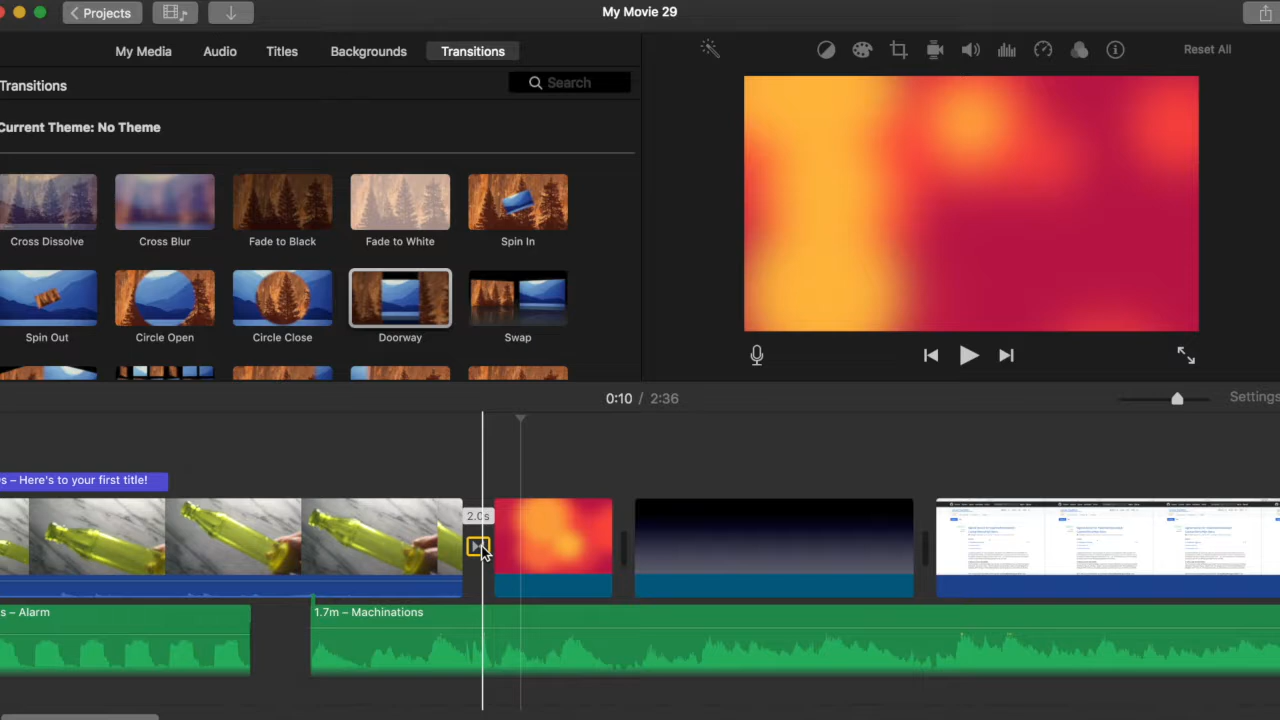 Projects
My Movie 29
My Media
Audio
Titles
Backgrounds
Transitions
Reset All
Transitions
Search
Current Theme: No Theme
Cross Dissolve
Cross Blur
Fade to Black
Fade to White
Spin In
Spin Out
Circle Open
Circle Close
Doorway
Swap
0:10 / 2:36
Settings
s – Here's to your first title!
2.0s
s – Alarm
1.7m – Machinations